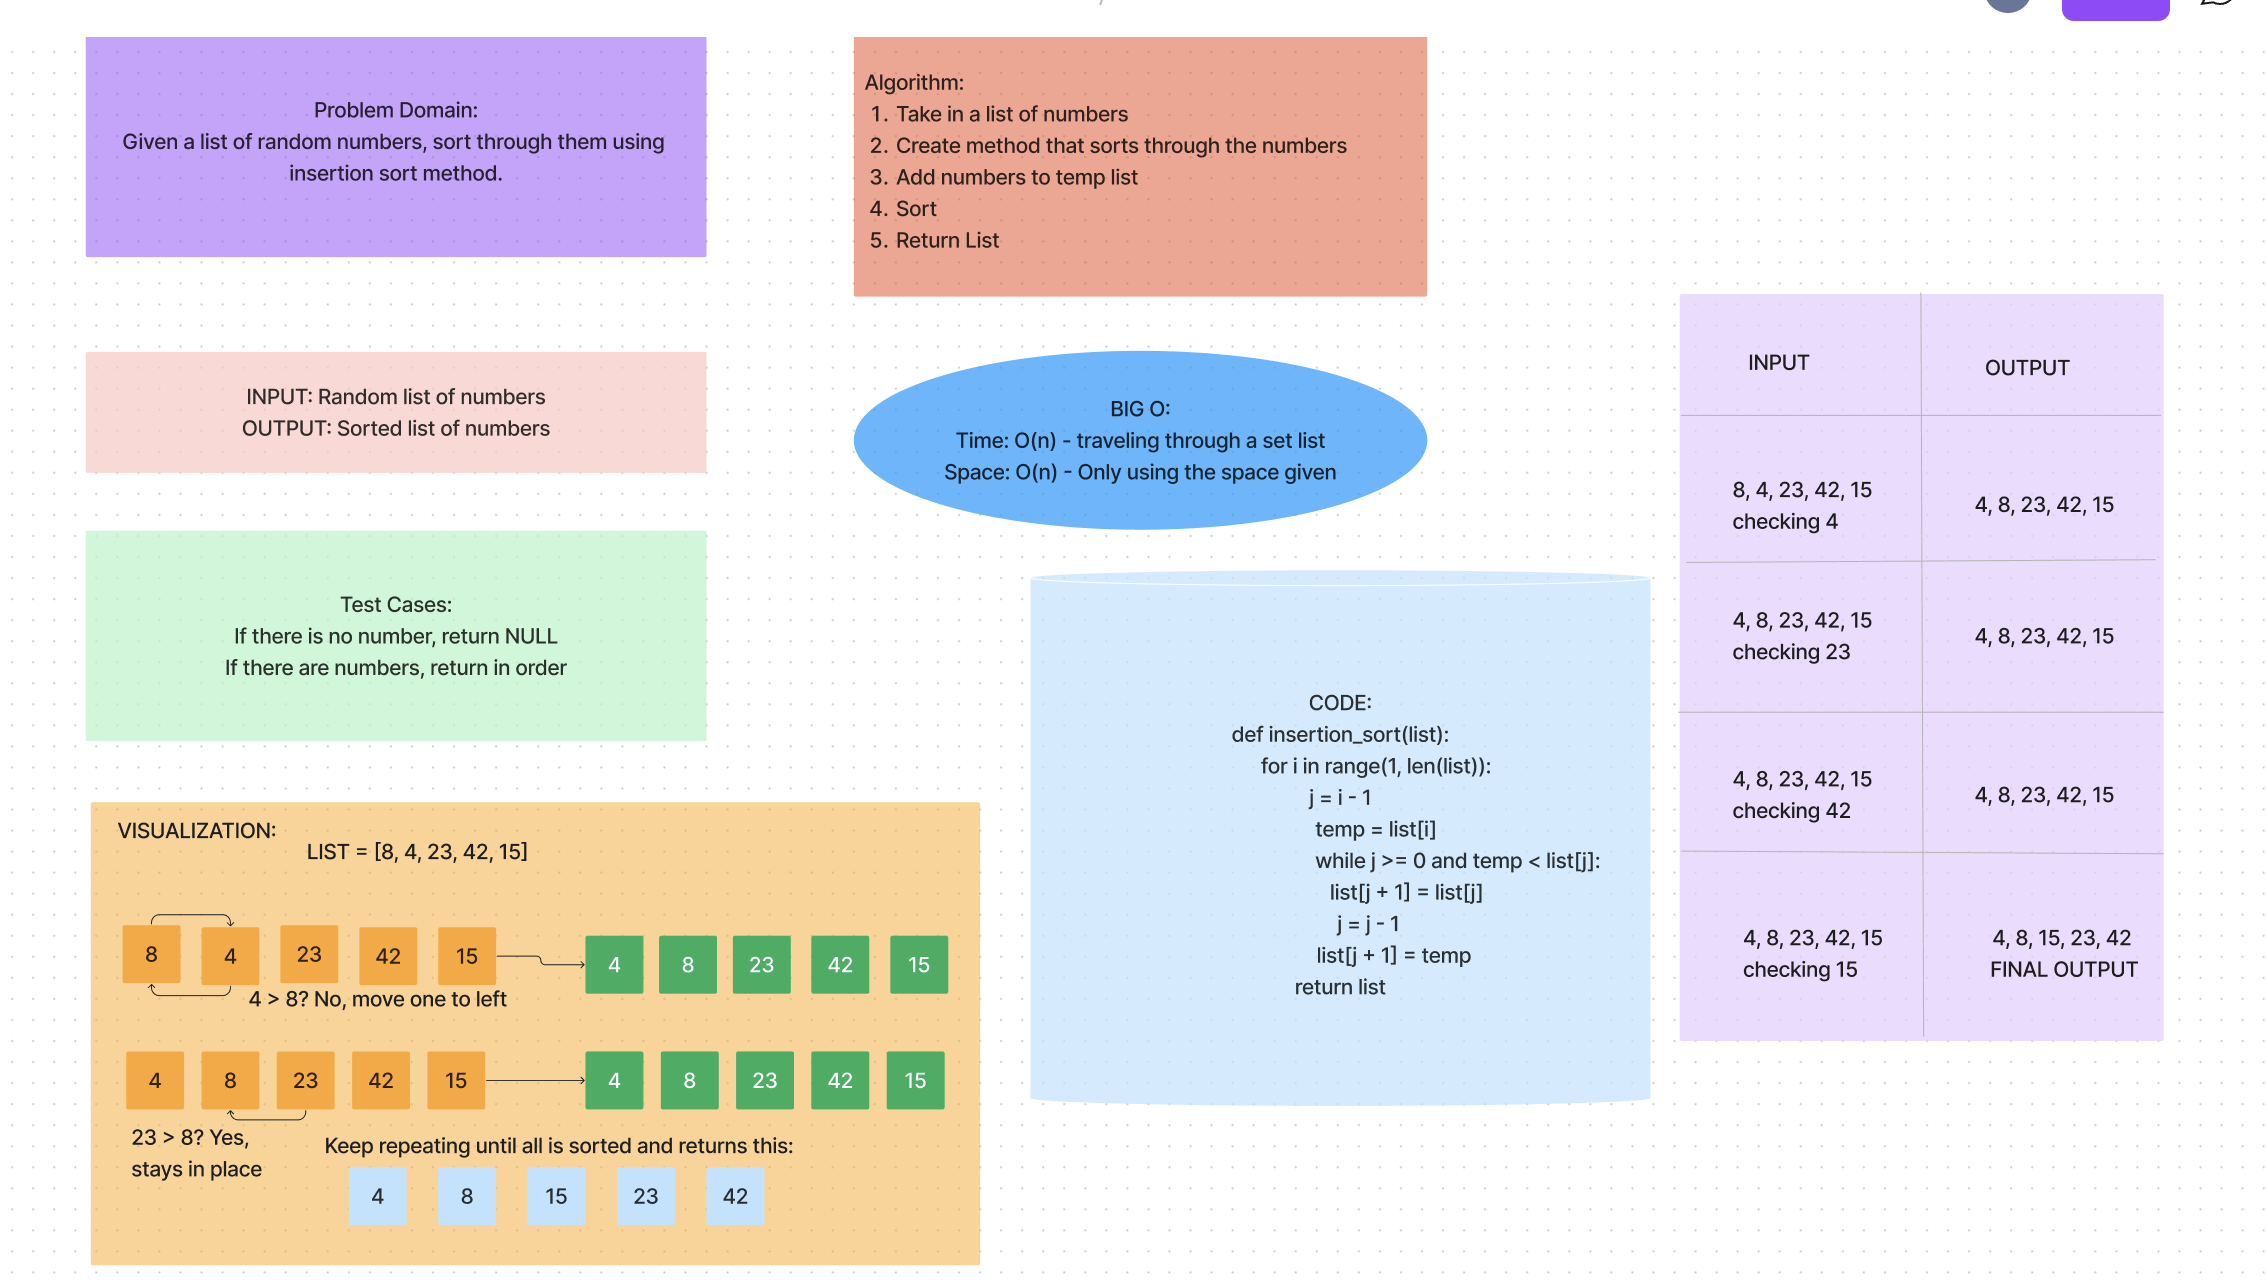 Problem Domain:
Given a list of random numbers, sort through them using
insertion sort method.
INPUT: Random list of numbers
OUTPUT: Sorted list of numbers
Test Cases:
If there is no number, return NULL
If there are numbers, return in order
VISUALIZATION:
LIST = [8, 4, 23, 42, 15]
8 4 23 42 15 4 8 23 42 15
4 > 8? No, move one to left
4 8 23 42 15 4 8 23 42 15
23 > 8? Yes,
stays in place
Keep repeating until all is sorted and returns this:
4 8 15 23 42
Algorithm:
1. Take in a list of numbers
2. Create method that sorts through the numbers
3. Add numbers to temp list
4. Sort
5. Return List
BIG O:
Time: O(n) - traveling through a set list
Space: O(n) - Only using the space given
CODE:
def insertion_sort(list):
for i in range(1, len(list)):
j = i - 1
temp = list[i]
while j >= 0 and temp < list[j]:
list[j + 1] = list[j]
j = j - 1
list[j + 1] = temp
return list
INPUT OUTPUT
8, 4, 23, 42, 15
checking 4
4, 8, 23, 42, 15
4, 8, 23, 42, 15
checking 23
4, 8, 23, 42, 15
4, 8, 23, 42, 15
checking 42
4, 8, 23, 42, 15
4, 8, 23, 42, 15
checking 15
4, 8, 15, 23, 42
FINAL OUTPUT